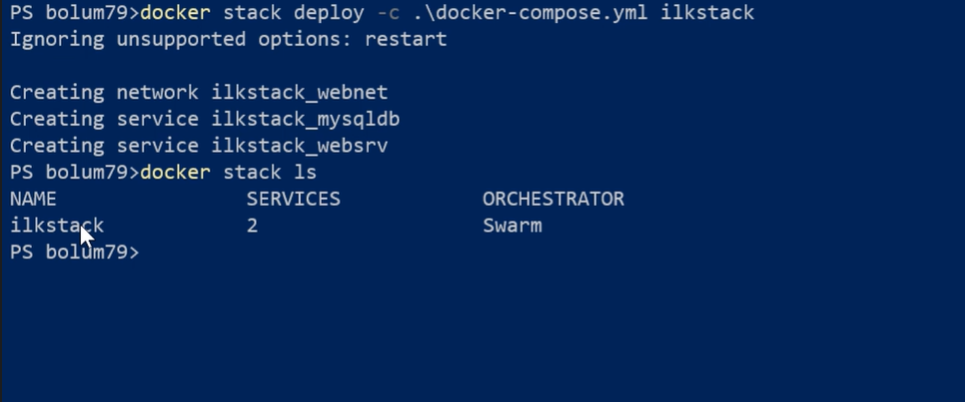 PS bolum79>docker stack deploy -c .\docker-compose.yml ilkstack
Ignoring unsupported options: restart
Creating network ilkstack_webnet
Creating service ilkstack_mysqldb
Creating service ilkstack_websrv
PS bolum79>docker stack ls
NAME SERVICES ORCHESTRATOR
ilkstack 2 Swarm
PS bolum79>